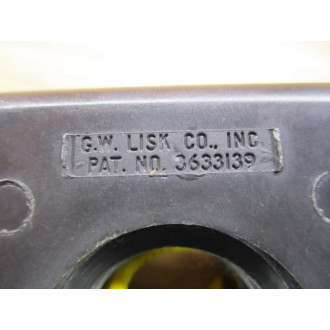 G.W. LISK CO., INC
PAT. NO. 3633139